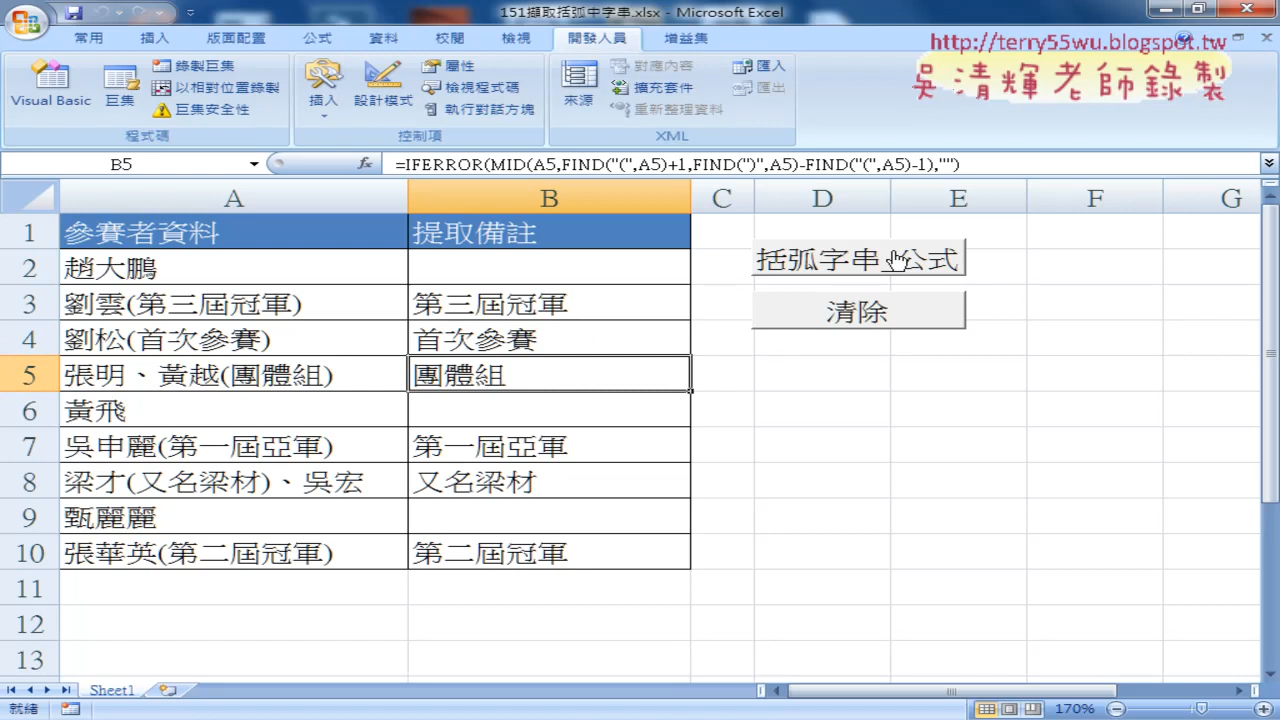 151擷取括弧中字串.xlsx - Microsoft Excel
常用 插入 版面配置 公式 資料 校閱 檢視 開發人員 增益集
http://terry55wu.blogspot.tw
吳清輝老師錄製
Visual Basic 巨集 錄製巨集 以相對位置錄製 巨集安全性
插入 設計模式 屬性 檢視程式碼 執行對話方塊
來源 對應內容 擴充套件 重新整理資料 匯入 匯出
程式碼 控制項 XML
B5 fx =IFERROR(MID(A5,FIND("(",A5)+1,FIND(")",A5)-FIND("(",A5)-1),"")
A B C D E F G
1 參賽者資料 提取備註
2 趙大鵬
括弧字串_公式
3 劉雲(第三屆冠軍) 第三屆冠軍
清除
4 劉松(首次參賽) 首次參賽
5 張明、黃越(團體組) 團體組
6 黃飛
7 吳申麗(第一屆亞軍) 第一屆亞軍
8 梁才(又名梁材)、吳宏 又名梁材
9 甄麗麗
10 張華英(第二屆冠軍) 第二屆冠軍
11
12
13
Sheet1
就緒 170%